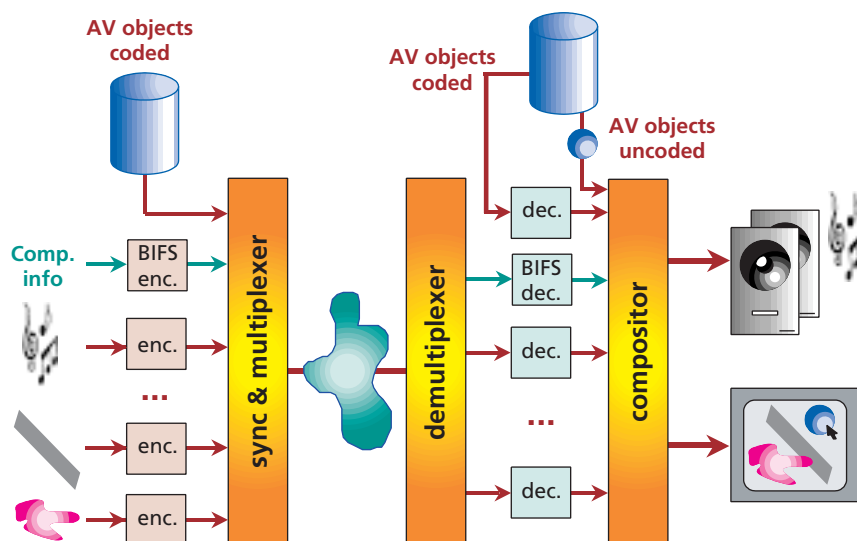 AV objects
coded
AV objects
coded
AV objects
uncoded
Comp.
info
BIFS
enc.
enc.
...
enc.
enc.
sync & multiplexer
demultiplexer
dec.
BIFS
dec.
dec.
...
dec.
compositor